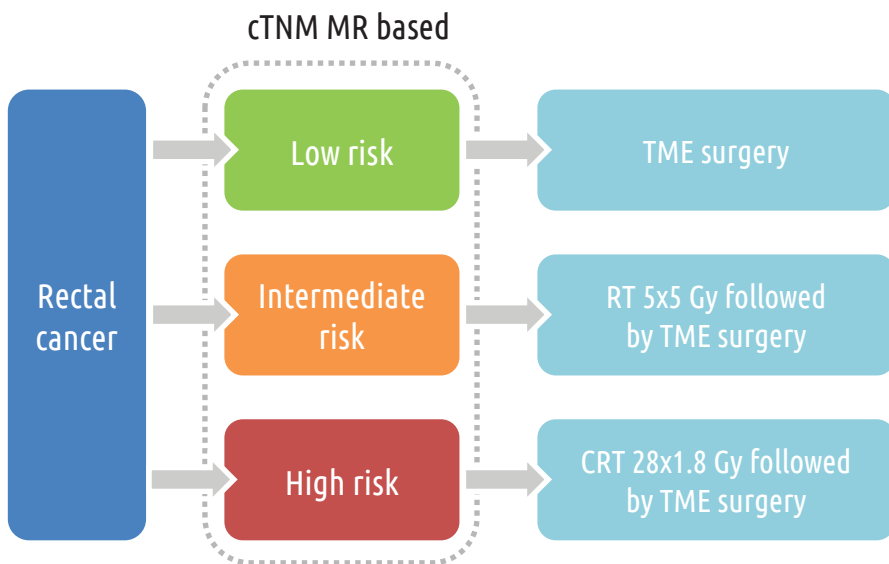 cTNM MR based
Rectal
cancer
Low risk
TME surgery
Intermediate
risk
RT 5x5 Gy followed
by TME surgery
High risk
CRT 28x1.8 Gy followed
by TME surgery